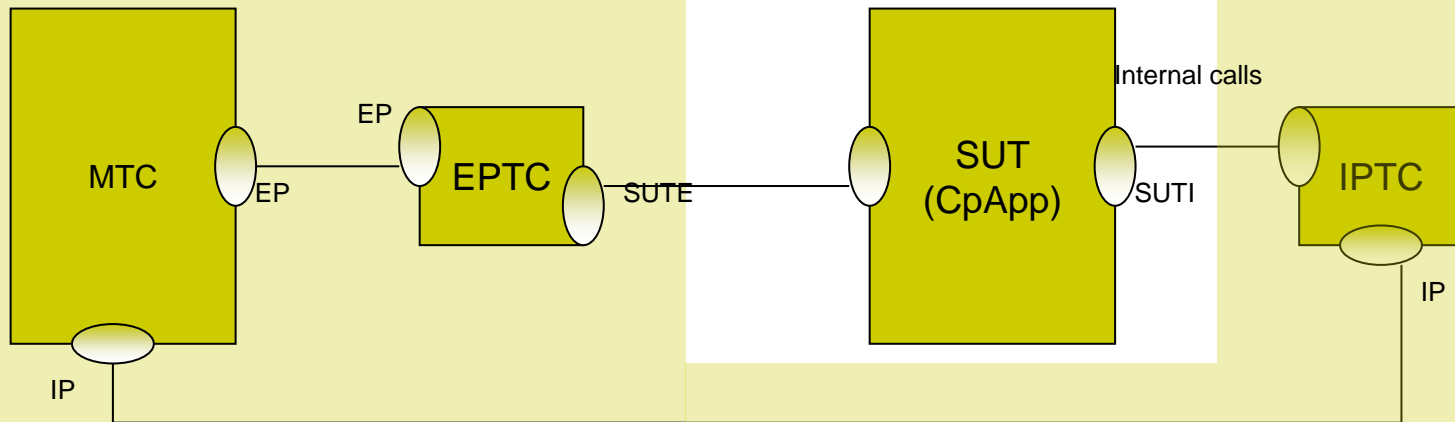 Internal calls
EP
MTC
EPTC
SUT
(CpApp)
IPTC
EP
SUTE
SUTI
IP
IP